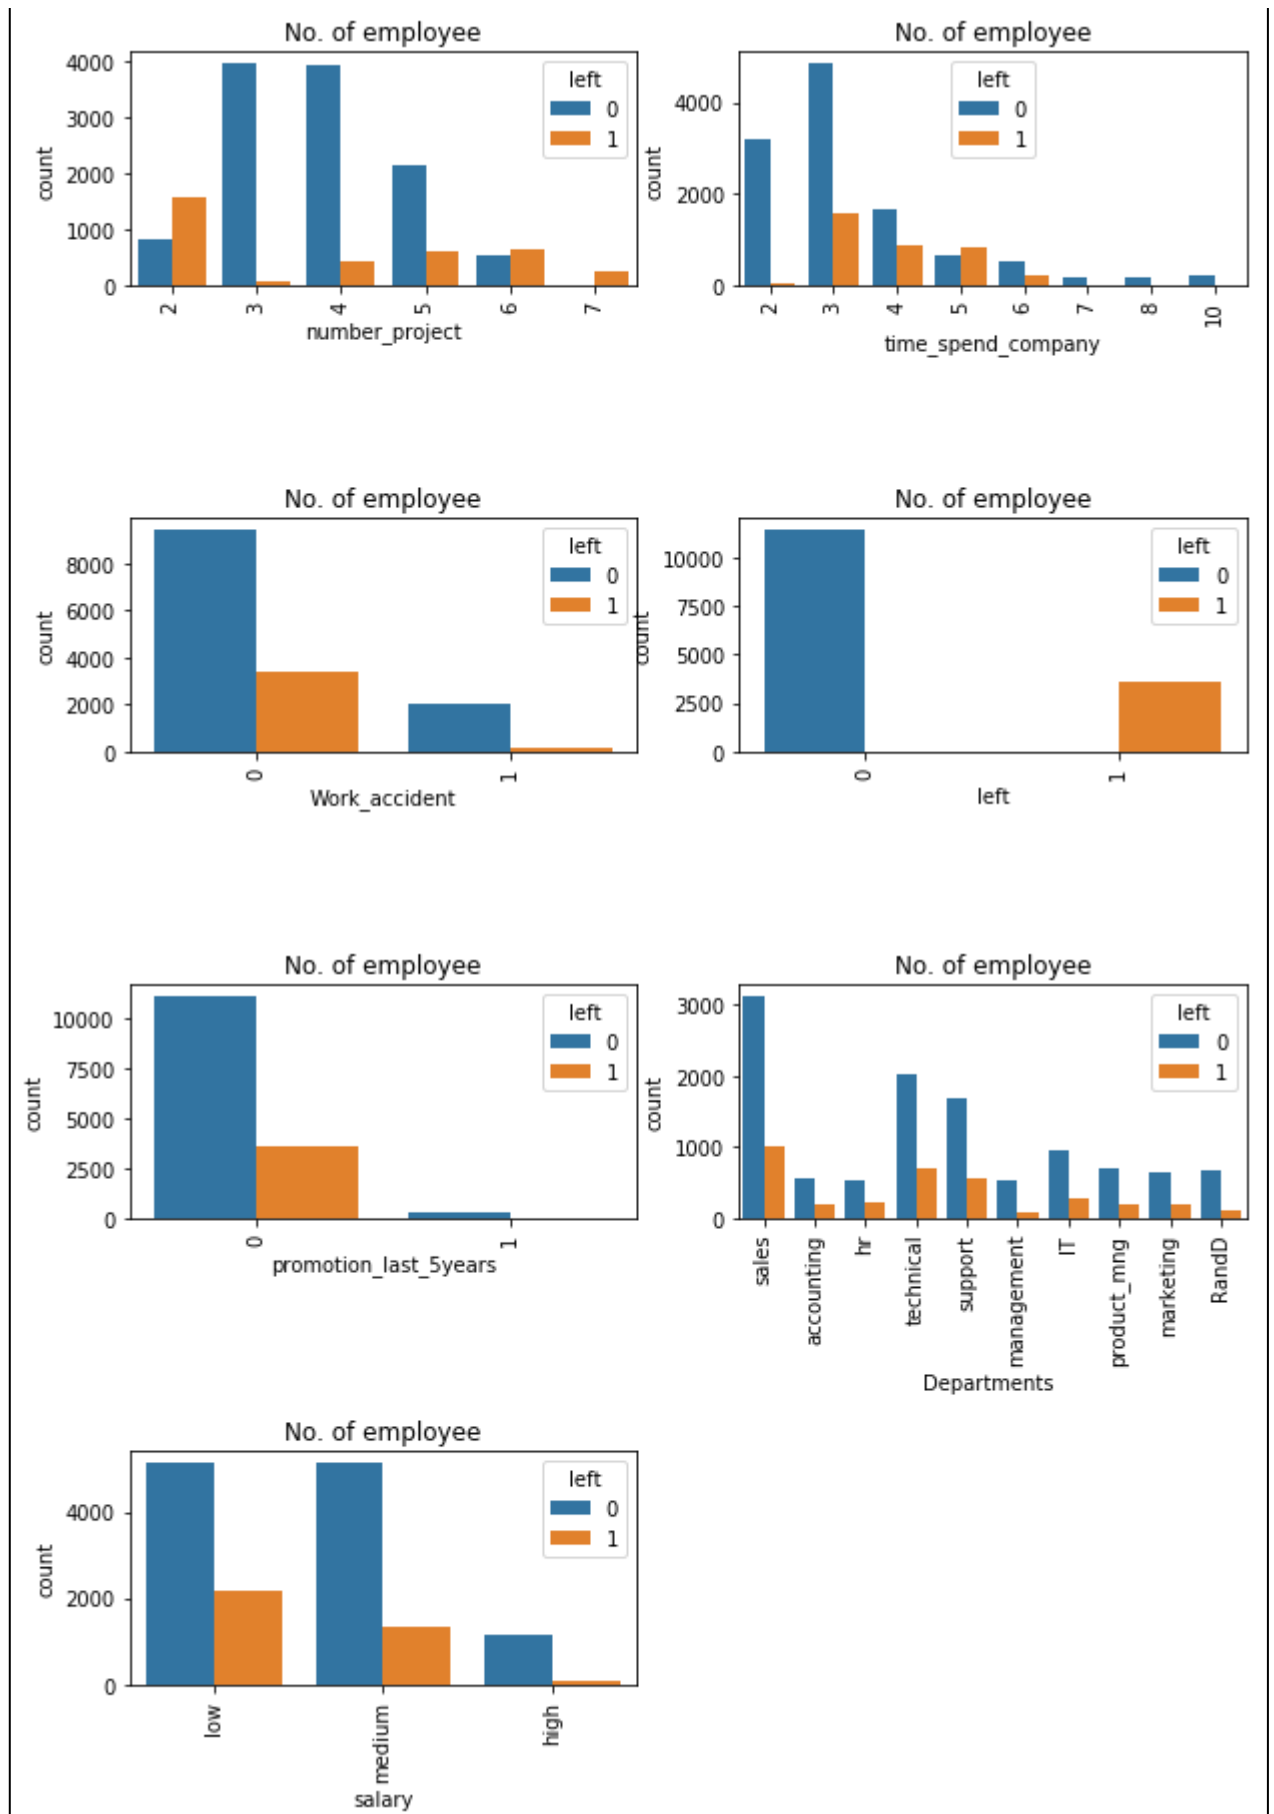 No. of employee
4000
3000
2000
1000
0
count
left
0
1
2
3
4
5
6
7
number_project
No. of employee
4000
2000
0
count
left
0
1
2
3
4
5
6
7
8
10
time_spend_company
No. of employee
8000
6000
4000
2000
0
count
left
0
1
0
1
Work_accident
No. of employee
10000
7500
5000
2500
0
count
left
0
1
0
1
left
No. of employee
10000
7500
5000
2500
0
count
left
0
1
0
1
promotion_last_5years
No. of employee
3000
2000
1000
0
count
left
0
1
sales
accounting
hr
technical
support
management
IT
product_mng
marketing
RandD
Departments
No. of employee
4000
2000
0
count
left
0
1
low
medium
high
salary